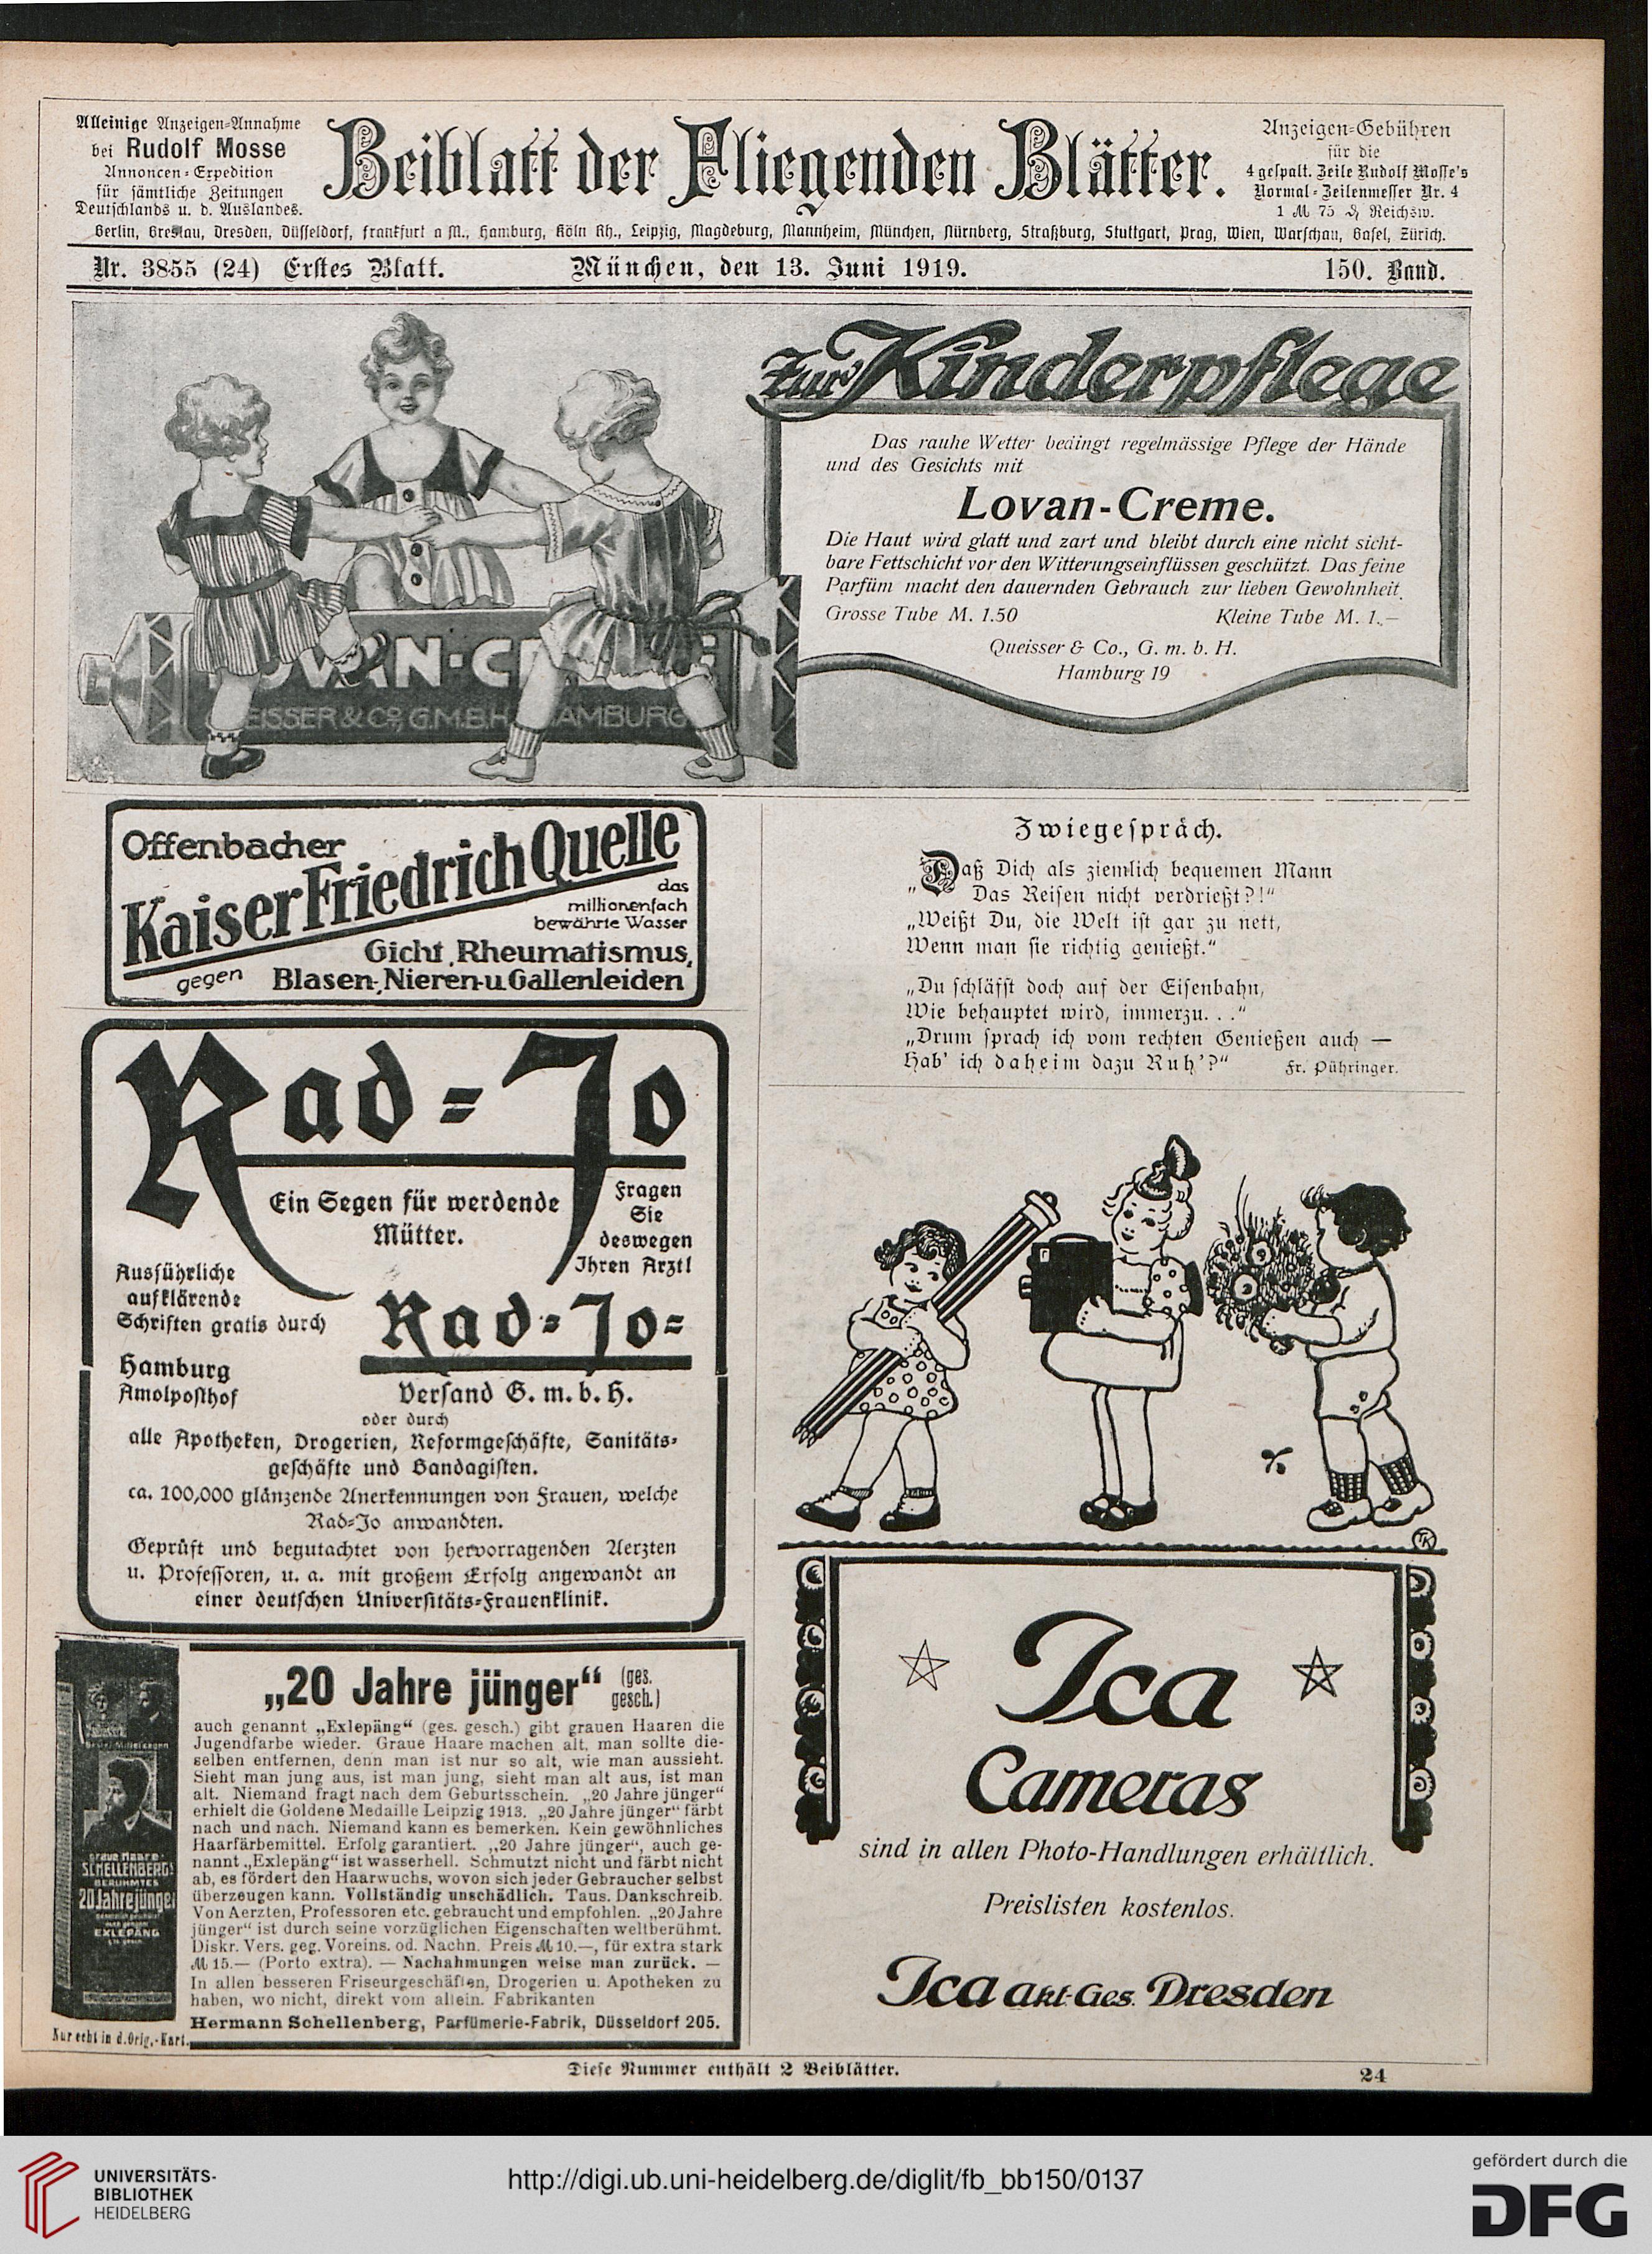 Alleinige Anzeigen-Annahme
bei Rudolf Mosse
Annoncen-Expedition
für sämtliche Zeitungen
Deutschlands u. d. Auslandes.
Beiblatt der Fliegenden Blätter.
Anzeigen-Gebühren
für die
4 gespalt. Zeile Rudolf Mosse's
Normal-Zeilenmesser Nr. 4
1 ℳ 75 ₰ Reichsw.
Berlin, Breslau, Dresden, Düsseldorf, Frankfurt a M., Hamburg, Köln Rh., Leipzig, Magdeburg, Mannheim, München, Nürnberg, Straßburg, Stuttgart, Prag, Wien, Warschau, Basel, Zürich.
Nr. 3855 (24) Erstes Blatt.
München, den 13. Juni 1919.
150. Band.
Zur Kinderpflege
Das rauhe Wetter bedingt regelmässige Pflege der Hände
und des Gesichts mit
Lovan-Creme.
Die Haut wird glatt und zart und bleibt durch eine nicht sicht-
bare Fettschicht vor den Witterungseinflüssen geschützt. Das feine
Parfüm macht den dauernden Gebrauch zur lieben Gewohnheit.
Grosse Tube M. 1.50
Kleine Tube M. 1.—
Queisser & Co., G. m. b. H.
Hamburg 19
OVAN-C E
EISSER & CO, G.M.B.H. AMBURG
Offenbacher
Kaiser Friedrich Quelle
das
millionenfach
bewährte Wasser
gegen Gicht, Rheumatismus,
Blasen-, Nieren- u. Gallenleiden
Zwiegespräch.
„Daß Dich als ziemlich bequemen Mann
Das Reisen nicht verdrießt?!“
„Weißt Du, die Welt ist gar zu nett,
Wenn man sie richtig genießt.“
„Du schläfst doch auf der Eisenbahn,
Wie behauptet wird, immerzu. . .“
„Drum sprach ich vom rechten Genießen auch —
Hab' ich daheim dazu Ruh'?“
Fr. Pühringer.
Rad=Jo
Ein Segen für werdende
Mütter.
Fragen
Sie
deswegen
Ihren Arzt!
Ausführliche
aufklärende
Schriften gratis durch
Rad=Jo=
Hamburg
Amolposthof
Versand G. m. b. H.
oder durch
alle Apotheken, Drogerien, Reformgeschäfte, Sanitäts=
geschäfte und Bandagisten.
ca. 100,000 glänzende Anerkennungen von Frauen, welche
Rad=Jo anwandten.
Geprüft und begutachtet von hervorragenden Aerzten
u. Professoren, u. a. mit großem Erfolg angewandt an
einer deutschen Universitäts=Frauenklinik.
„20 Jahre jünger“ (ges. gesch.)
auch genannt „Exlepäng“ (ges. gesch.) gibt grauen Haaren die
Jugendfarbe wieder. Graue Haare machen alt, man sollte die-
selben entfernen, denn man ist nur so alt, wie man aussieht.
Sieht man jung aus, ist man jung, sieht man alt aus, ist man
alt. Niemand fragt nach dem Geburtsschein. „20 Jahre jünger“
erhielt die Goldene Medaille Leipzig 1913. „20 Jahre jünger“ färbt
nach und nach. Niemand kann es bemerken. Kein gewöhnliches
Haarfärbemittel. Erfolg garantiert. „20 Jahre jünger“, auch ge-
nannt „Exlepäng“ ist wasserhell. Schmutzt nicht und färbt nicht
ab, es fördert den Haarwuchs, wovon sich jeder Gebraucher selbst
überzeugen kann. Vollständig unschädlich. Taus. Dankschreib.
Von Aerzten, Professoren etc. gebraucht und empfohlen. „20 Jahre
jünger“ ist durch seine vorzüglichen Eigenschaften weltberühmt.
Diskr. Vers. geg. Voreins. od. Nachn. Preis ℳ 10.—, für extra stark
ℳ 15.— (Porto extra). — Nachahmungen weise man zurück. —
In allen besseren Friseurgeschäften, Drogerien u. Apotheken zu
haben, wo nicht, direkt vom allein. Fabrikanten
Hermann Schellenberg, Parfümerie-Fabrik, Düsseldorf 205.
graue Haare
SCHELLENBERGS
BERÜHMTES
20 Jahre jünger
EXLEPÄNG
Nur echt in d. Orig.-Kart.
TK
Ica
Cameras
sind in allen Photo-Handlungen erhältlich.
Preislisten kostenlos.
Ica Akt. Ges. Dresden
Diese Nummer enthält 2 Beiblätter.
24
UNIVERSITÄTS-
BIBLIOTHEK
HEIDELBERG
http://digi.ub.uni-heidelberg.de/diglit/fb_bb150/0137
gefördert durch die
DFG